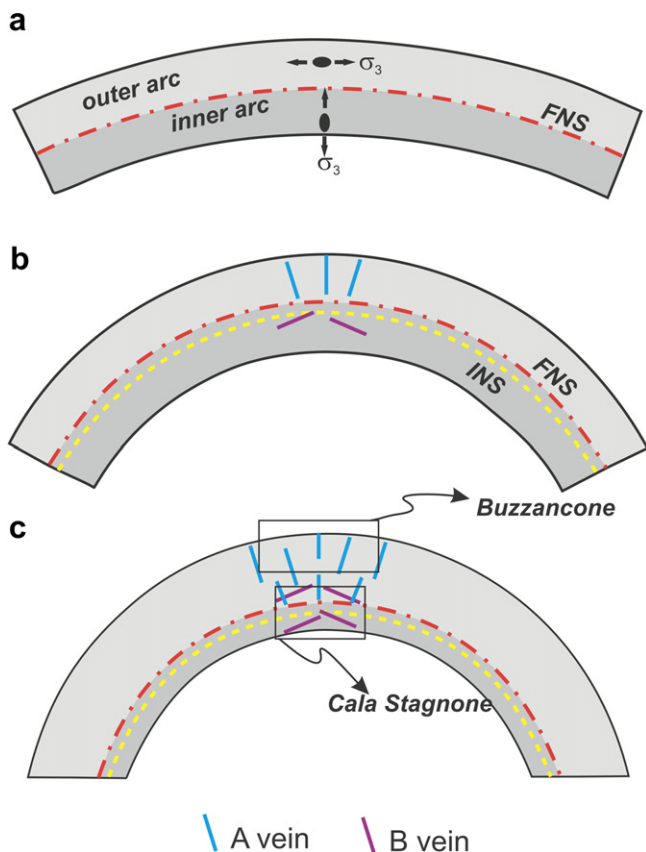 a
σ3
outer arc
inner arc
FNS
σ3
b
INS
FNS
Buzzancone
c
Cala Stagnone
A vein
B vein